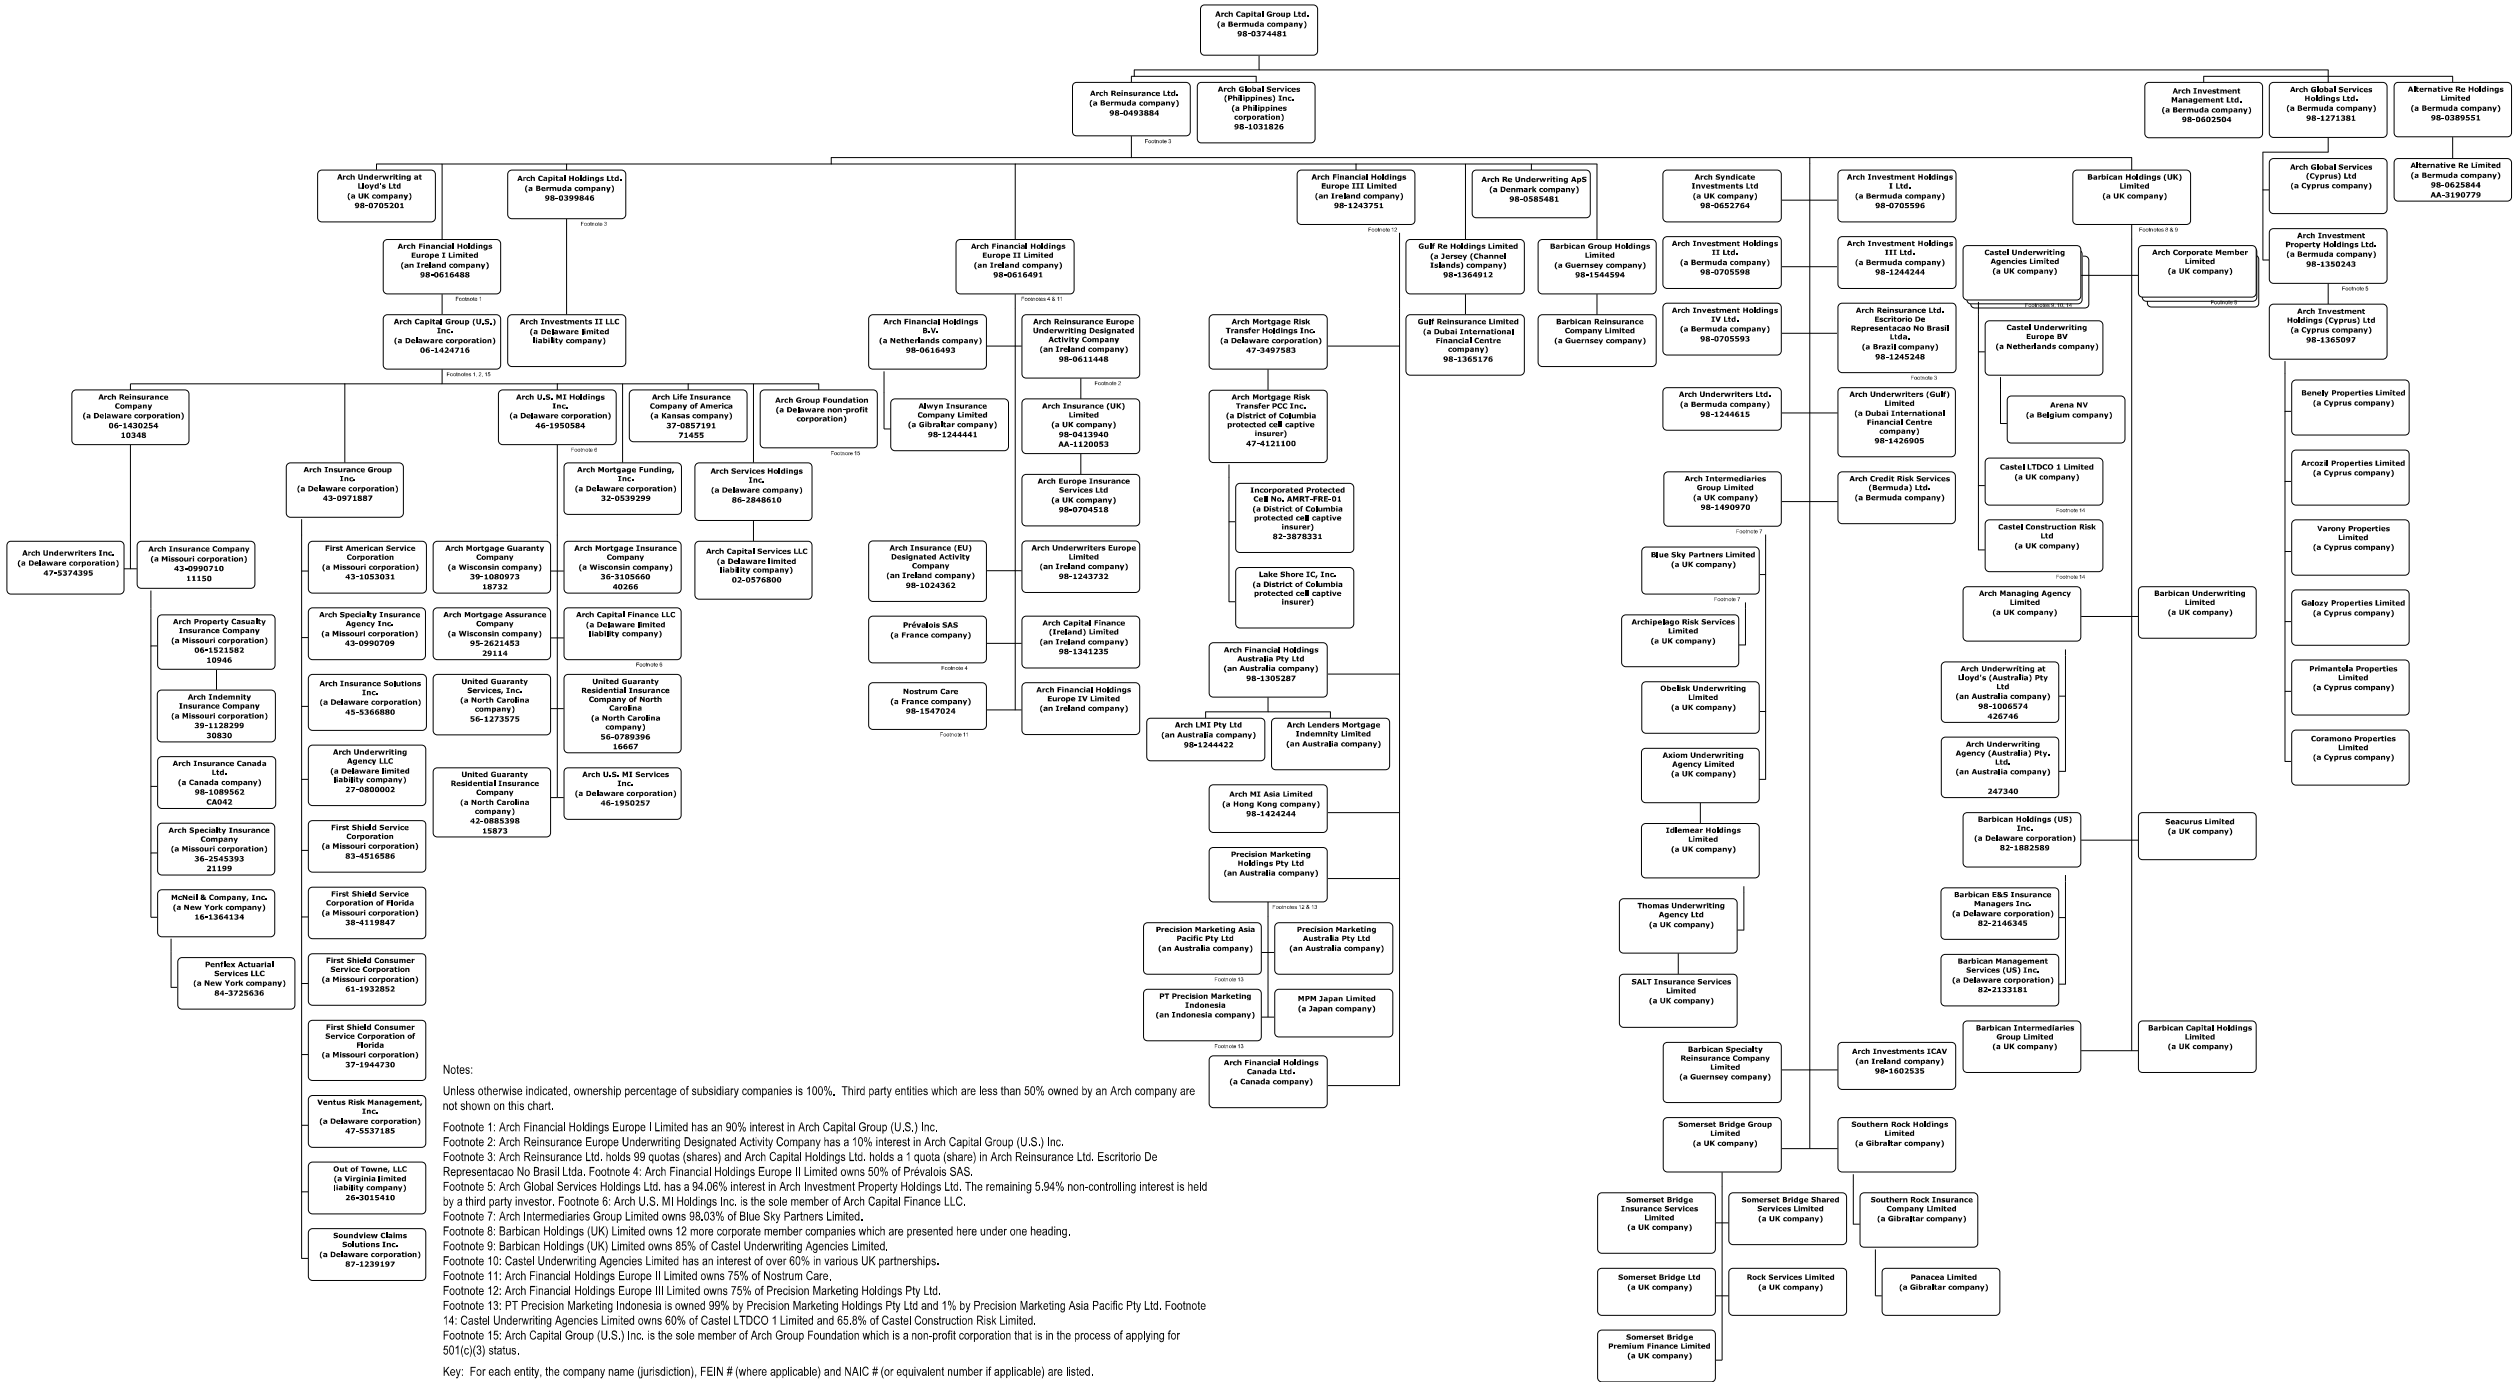 Arch Capital Group Ltd.
(a Bermuda company)
98-0374481
Arch Reinsurance Ltd.
(a Bermuda company)
98-0493884
Footnote 3
Arch Global Services
(Philippines) Inc.
(a Philippines
corporation)
98-1031826
Arch Investment
Management Ltd.
(a Bermuda company)
98-0602504
Arch Global Services
Holdings Ltd.
(a Bermuda company)
98-1271381
Alternative Re Holdings
Limited
(a Bermuda company)
98-0389551
Arch Underwriting at
Lloyd's Ltd
(a UK company)
98-0705201
Arch Capital Holdings Ltd.
(a Bermuda company)
98-0399846
Footnote 3
Arch Financial Holdings
Europe III Limited
(an Ireland company)
98-1243751
Footnote 12
Arch Re Underwriting ApS
(a Denmark company)
98-0585481
Arch Syndicate
Investments Ltd
(a UK company)
98-0652764
Arch Investment Holdings
I Ltd.
(a Bermuda company)
98-0705596
Barbican Holdings (UK)
Limited
(a UK company)
Footnotes 8 & 9
Arch Global Services
(Cyprus) Ltd
(a Cyprus company)
Alternative Re Limited
(a Bermuda company)
98-0625844
AA-3190779
Arch Financial Holdings
Europe I Limited
(an Ireland company)
98-0616488
Footnote 1
Arch Financial Holdings
Europe II Limited
(an Ireland company)
98-0616491
Footnotes 4 & 11
Gulf Re Holdings Limited
(a Jersey (Channel
Islands) company)
98-1364912
Barbican Group Holdings
Limited
(a Guernsey company)
98-1544594
Arch Investment Holdings
II Ltd.
(a Bermuda company)
98-0705598
Arch Investment Holdings
III Ltd.
(a Bermuda company)
98-1244244
Castel Underwriting
Agencies Limited
(a UK company)
Arch Corporate Member
Limited
(a UK company)
Arch Investment
Property Holdings Ltd.
(a Bermuda company)
98-1350243
Footnote 5
Arch Capital Group (U.S.)
Inc.
(a Delaware corporation)
06-1424716
Footnotes 1, 2, 15
Arch Investments II LLC
(a Delaware limited
liability company)
Arch Financial Holdings
B.V.
(a Netherlands company)
98-0616493
Arch Reinsurance Europe
Underwriting Designated
Activity Company
(an Ireland company)
98-0611448
Footnote 2
Arch Mortgage Risk
Transfer Holdings Inc.
(a Delaware corporation)
47-3497583
Gulf Reinsurance Limited
(a Dubai International
Financial Centre
company)
98-1365176
Barbican Reinsurance
Company Limited
(a Guernsey company)
Arch Investment Holdings
IV Ltd.
(a Bermuda company)
98-0705593
Arch Reinsurance Ltd.
Escritorio De
Representacao No Brasil
Ltda.
(a Brazil company)
98-1245248
Footnote 3
Castel Underwriting
Europe BV
(a Netherlands company)
Arch Investment
Holdings (Cyprus) Ltd
(a Cyprus company)
98-1365097
Arch Reinsurance
Company
(a Delaware corporation)
06-1430254
10348
Arch U.S. MI Holdings
Inc.
(a Delaware corporation)
46-1950584
Footnote 6
Arch Life Insurance
Company of America
(a Kansas company)
37-0857191
71455
Arch Group Foundation
(a Delaware non-profit
corporation)
Footnote 15
Alwyn Insurance
Company Limited
(a Gibraltar company)
98-1244441
Arch Insurance (UK)
Limited
(a UK company)
98-0413940
AA-1120053
Arch Mortgage Risk
Transfer PCC Inc.
(a District of Columbia
protected cell captive
insurer)
47-4121100
Arch Underwriters Ltd.
(a Bermuda company)
98-1244615
Arch Underwriters (Gulf)
Limited
(a Dubai International
Financial Centre
company)
98-1426905
Arena NV
(a Belgium company)
Benely Properties Limited
(a Cyprus company)
Arch Insurance Group
Inc.
(a Delaware corporation)
43-0971887
Arch Mortgage Funding,
Inc.
(a Delaware corporation)
32-0539299
Arch Services Holdings
Inc.
(a Delaware company)
86-2848610
Arch Europe Insurance
Services Ltd
(a UK company)
98-0704518
Incorporated Protected
Cell No. AMRT-FRE-01
(a District of Columbia
protected cell captive
insurer)
82-3878331
Arch Intermediaries
Group Limited
(a UK company)
98-1490970
Footnote 7
Arch Credit Risk Services
(Bermuda) Ltd.
(a Bermuda company)
Castel LTDCO 1 Limited
(a UK company)
Footnote 14
Arcozil Properties Limited
(a Cyprus company)
Arch Underwriters Inc.
(a Delaware corporation)
47-5374395
Arch Insurance Company
(a Missouri corporation)
43-0990710
11150
First American Service
Corporation
(a Missouri corporation)
43-1053031
Arch Mortgage Guaranty
Company
(a Wisconsin company)
39-1080973
18732
Arch Mortgage Insurance
Company
(a Wisconsin company)
36-3105660
40266
Arch Capital Services LLC
(a Delaware limited
liability company)
02-0576800
Arch Insurance (EU)
Designated Activity
Company
(an Ireland company)
98-1024362
Arch Underwriters Europe
Limited
(an Ireland company)
98-1243732
Lake Shore IC, Inc.
(a District of Columbia
protected cell captive
insurer)
Blue Sky Partners Limited
(a UK company)
Footnote 7
Castel Construction Risk
Ltd
(a UK company)
Footnote 14
Varony Properties
Limited
(a Cyprus company)
Arch Property Casualty
Insurance Company
(a Missouri corporation)
06-1521582
10946
Arch Specialty Insurance
Agency Inc.
(a Missouri corporation)
43-0990709
Arch Mortgage Assurance
Company
(a Wisconsin company)
95-2621453
29114
Arch Capital Finance LLC
(a Delaware limited
liability company)
Footnote 6
Prévalois SAS
(a France company)
Footnote 4
Arch Capital Finance
(Ireland) Limited
(an Ireland company)
98-1341235
Arch Financial Holdings
Australia Pty Ltd
(an Australia company)
98-1305287
Archipelago Risk Services
Limited
(a UK company)
Arch Managing Agency
Limited
(a UK company)
Barbican Underwriting
Limited
(a UK company)
Galozy Properties Limited
(a Cyprus company)
Arch Indemnity
Insurance Company
(a Missouri corporation)
39-1128299
30830
Arch Insurance Solutions
Inc.
(a Delaware corporation)
45-5366880
United Guaranty
Services, Inc.
(a North Carolina
company)
56-1273575
United Guaranty
Residential Insurance
Company of North
Carolina
(a North Carolina
company)
56-0789396
16667
Nostrum Care
(a France company)
98-1547024
Footnote 11
Arch Financial Holdings
Europe IV Limited
(an Ireland company)
Arch LMI Pty Ltd
(an Australia company)
98-1244422
Arch Lenders Mortgage
Indemnity Limited
(an Australia company)
Obelisk Underwriting
Limited
(a UK company)
Arch Underwriting at
Lloyd's (Australia) Pty
Ltd
(an Australia company)
98-1006574
426746
Primantela Properties
Limited
(a Cyprus company)
Arch Insurance Canada
Ltd.
(a Canada company)
98-1089562
CA042
Arch Underwriting
Agency LLC
(a Delaware limited
liability company)
27-0800002
United Guaranty
Residential Insurance
Company
(a North Carolina
company)
42-0885398
15873
Arch U.S. MI Services
Inc.
(a Delaware corporation)
46-1950257
Arch MI Asia Limited
(a Hong Kong company)
98-1424244
Axiom Underwriting
Agency Limited
(a UK company)
Arch Underwriting
Agency (Australia) Pty.
Ltd.
(an Australia company)
247340
Coramono Properties
Limited
(a Cyprus company)
Arch Specialty Insurance
Company
(a Missouri corporation)
36-2545393
21199
First Shield Service
Corporation
(a Missouri corporation)
83-4516586
Precision Marketing
Holdings Pty Ltd
(an Australia company)
Footnotes 12 & 13
Idlemear Holdings
Limited
(a UK company)
Barbican Holdings (US)
Inc.
(a Delaware corporation)
82-1882589
Seacurus Limited
(a UK company)
McNeil & Company, Inc.
(a New York company)
16-1364134
First Shield Service
Corporation of Florida
(a Missouri corporation)
38-4119847
Precision Marketing Asia
Pacific Pty Ltd
(an Australia company)
Footnote 13
Precision Marketing
Australia Pty Ltd
(an Australia company)
Thomas Underwriting
Agency Ltd
(a UK company)
Barbican E&S Insurance
Managers Inc.
(a Delaware corporation)
82-2146345
Penflex Actuarial
Services LLC
(a New York company)
84-3725636
First Shield Consumer
Service Corporation
(a Missouri corporation)
61-1932852
PT Precision Marketing
Indonesia
(an Indonesia company)
Footnote 13
MPM Japan Limited
(a Japan company)
SALT Insurance Services
Limited
(a UK company)
Barbican Management
Services (US) Inc.
(a Delaware corporation)
82-2133181
First Shield Consumer
Service Corporation of
Florida
(a Missouri corporation)
37-1944730
Arch Financial Holdings
Canada Ltd.
(a Canada company)
Barbican Specialty
Reinsurance Company
Limited
(a Guernsey company)
Arch Investments ICAV
(an Ireland company)
98-1602535
Barbican Intermediaries
Group Limited
(a UK company)
Barbican Capital Holdings
Limited
(a UK company)
Ventus Risk Management,
Inc.
(a Delaware corporation)
47-5537185
Somerset Bridge Group
Limited
(a UK company)
Southern Rock Holdings
Limited
(a Gibraltar company)
Out of Towne, LLC
(a Virginia limited
liability company)
26-3015410
Somerset Bridge
Insurance Services
Limited
(a UK company)
Somerset Bridge Shared
Services Limited
(a UK company)
Southern Rock Insurance
Company Limited
(a Gibraltar company)
Soundview Claims
Solutions Inc.
(a Delaware corporation)
87-1239197
Somerset Bridge Ltd
(a UK company)
Rock Services Limited
(a UK company)
Panacea Limited
(a Gibraltar company)
Somerset Bridge
Premium Finance Limited
(a UK company)
Notes:
Unless otherwise indicated, ownership percentage of subsidiary companies is 100%. Third party entities which are less than 50% owned by an Arch company are
not shown on this chart.
Footnote 1: Arch Financial Holdings Europe I Limited has an 90% interest in Arch Capital Group (U.S.) Inc.
Footnote 2: Arch Reinsurance Europe Underwriting Designated Activity Company has a 10% interest in Arch Capital Group (U.S.) Inc.
Footnote 3: Arch Reinsurance Ltd. holds 99 quotas (shares) and Arch Capital Holdings Ltd. holds a 1 quota (share) in Arch Reinsurance Ltd. Escritorio De
Representacao No Brasil Ltda. Footnote 4: Arch Financial Holdings Europe II Limited owns 50% of Prévalois SAS.
Footnote 5: Arch Global Services Holdings Ltd. has a 94.06% interest in Arch Investment Property Holdings Ltd. The remaining 5.94% non-controlling interest is held
by a third party investor. Footnote 6: Arch U.S. MI Holdings Inc. is the sole member of Arch Capital Finance LLC.
Footnote 7: Arch Intermediaries Group Limited owns 98.03% of Blue Sky Partners Limited.
Footnote 8: Barbican Holdings (UK) Limited owns 12 more corporate member companies which are presented here under one heading.
Footnote 9: Barbican Holdings (UK) Limited owns 85% of Castel Underwriting Agencies Limited.
Footnote 10: Castel Underwriting Agencies Limited has an interest of over 60% in various UK partnerships.
Footnote 11: Arch Financial Holdings Europe II Limited owns 75% of Nostrum Care.
Footnote 12: Arch Financial Holdings Europe III Limited owns 75% of Precision Marketing Holdings Pty Ltd.
Footnote 13: PT Precision Marketing Indonesia is owned 99% by Precision Marketing Holdings Pty Ltd and 1% by Precision Marketing Asia Pacific Pty Ltd. Footnote
14: Castel Underwriting Agencies Limited owns 60% of Castel LTDCO 1 Limited and 65.8% of Castel Construction Risk Limited.
Footnote 15: Arch Capital Group (U.S.) Inc. is the sole member of Arch Group Foundation which is a non-profit corporation that is in the process of applying for
501(c)(3) status.
Key: For each entity, the company name (jurisdiction), FEIN # (where applicable) and NAIC # (or equivalent number if applicable) are listed.